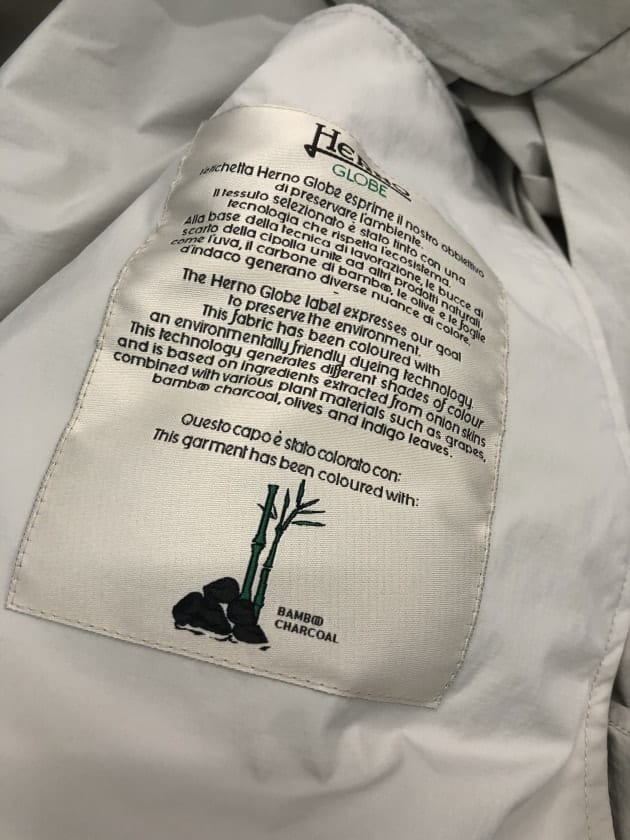 Herno
GLOBE
L'etichetta Herno Globe esprime il nostro obbiettivo
di preservare l'ambiente.
Il tessuto selezionato è stato tinto con una
tecnologia che rispetta l'ecosistema.
Alla base della tecnica di lavorazione, le bucce di
scarto della cipolla unite ad altri prodotti naturali,
come l'uva, il carbone di bamboo, le olive e le foglie
d'indaco generano diverse nuance di colore.
The Herno Globe label expresses our goal
to preserve the environment.
This fabric has been coloured with
an environmentally friendly dyeing technology.
This technology generates different shades of colour
and is based on ingredients extracted from onion skins
combined with various plant materials such as grapes,
bamboo charcoal, olives and indigo leaves.
Questo capo è stato colorato con:
This garment has been coloured with:
BAMBOO
CHARCOAL